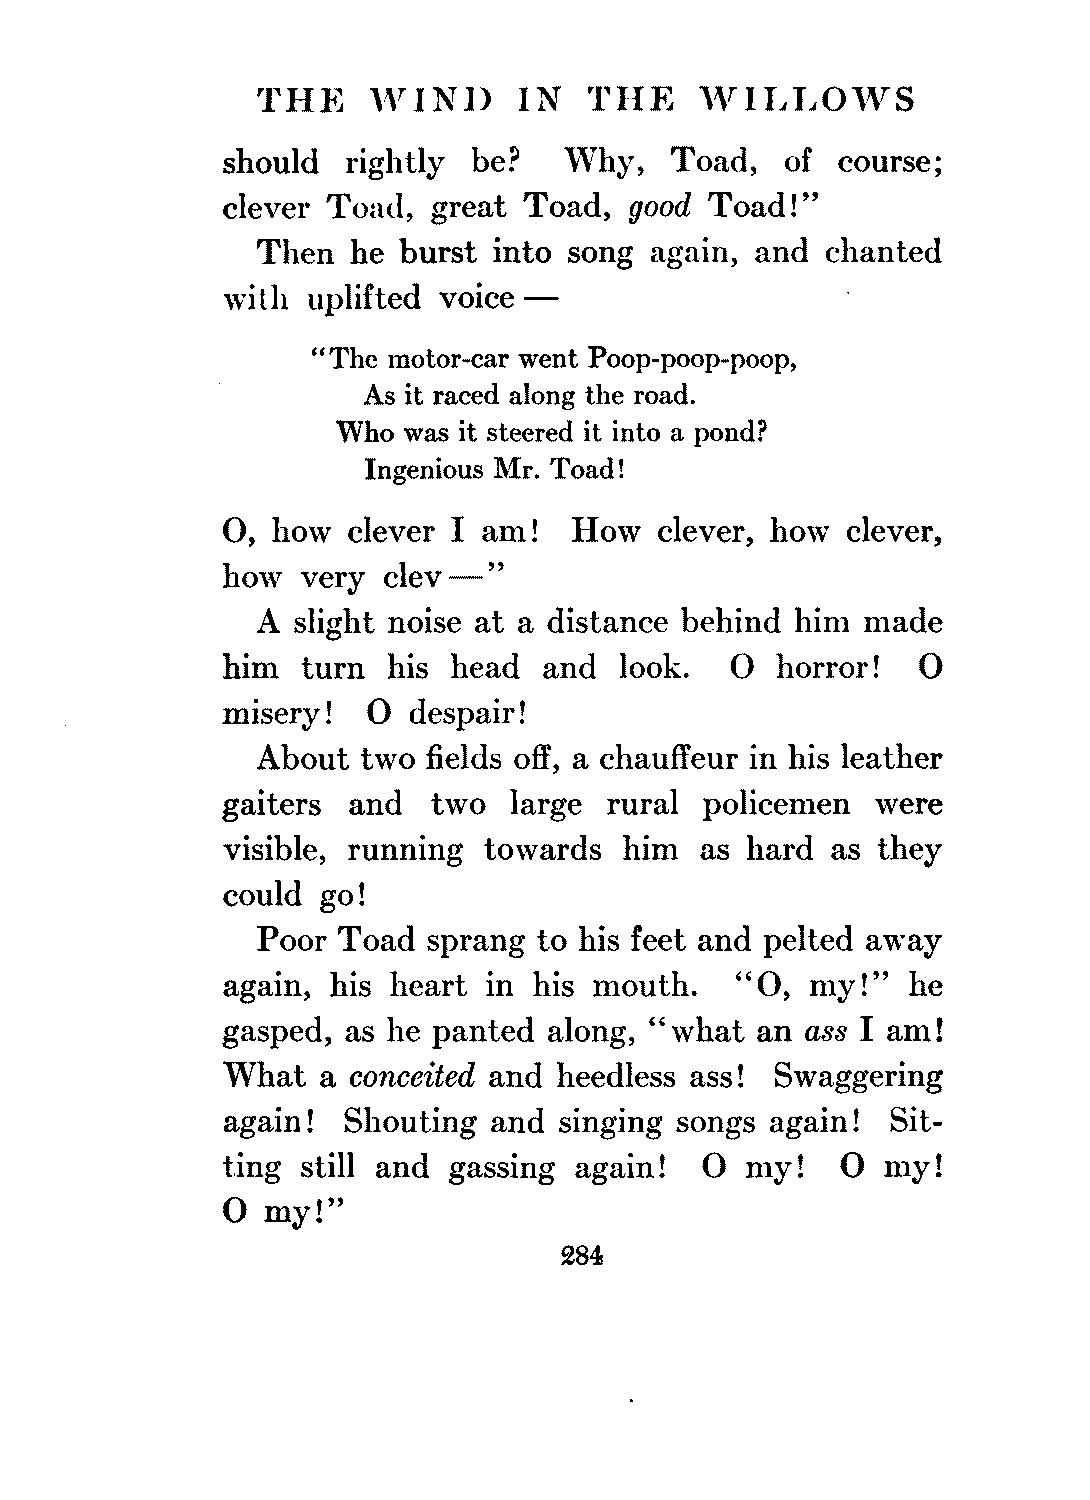 THE WIND IN THE WILLOWS
should rightly be? Why, Toad, of course;
clever Toad, great Toad, good Toad!”
Then he burst into song again, and chanted
with uplifted voice —
“The motor-car went Poop-poop-poop,
As it raced along the road.
Who was it steered it into a pond?
Ingenious Mr. Toad!
O, how clever I am! How clever, how clever,
how very clev —”
A slight noise at a distance behind him made
him turn his head and look. O horror! O
misery! O despair!
About two fields off, a chauffeur in his leather
gaiters and two large rural policemen were
visible, running towards him as hard as they
could go!
Poor Toad sprang to his feet and pelted away
again, his heart in his mouth. “O, my!” he
gasped, as he panted along, “what an ass I am!
What a conceited and heedless ass! Swaggering
again! Shouting and singing songs again! Sit-
ting still and gassing again! O my! O my!
O my!”
284